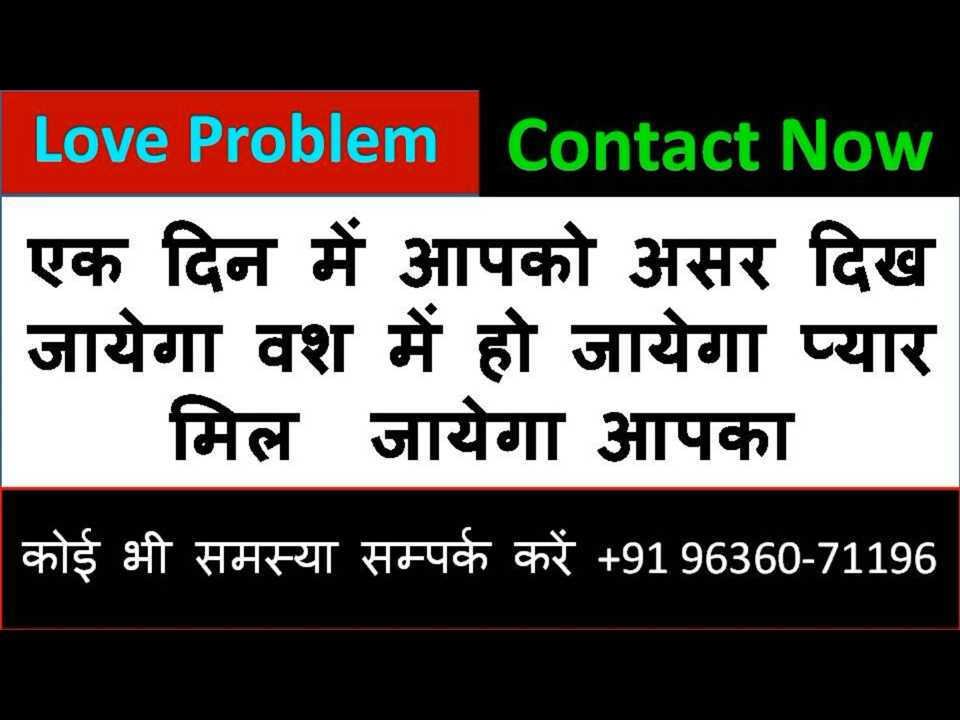 Love Problem
Contact Now
एक दिन में आपको असर दिख
जायेगा वश में हो जायेगा प्यार
मिल जायेगा आपका
कोई भी समस्या सम्पर्क करें +91 96360-71196